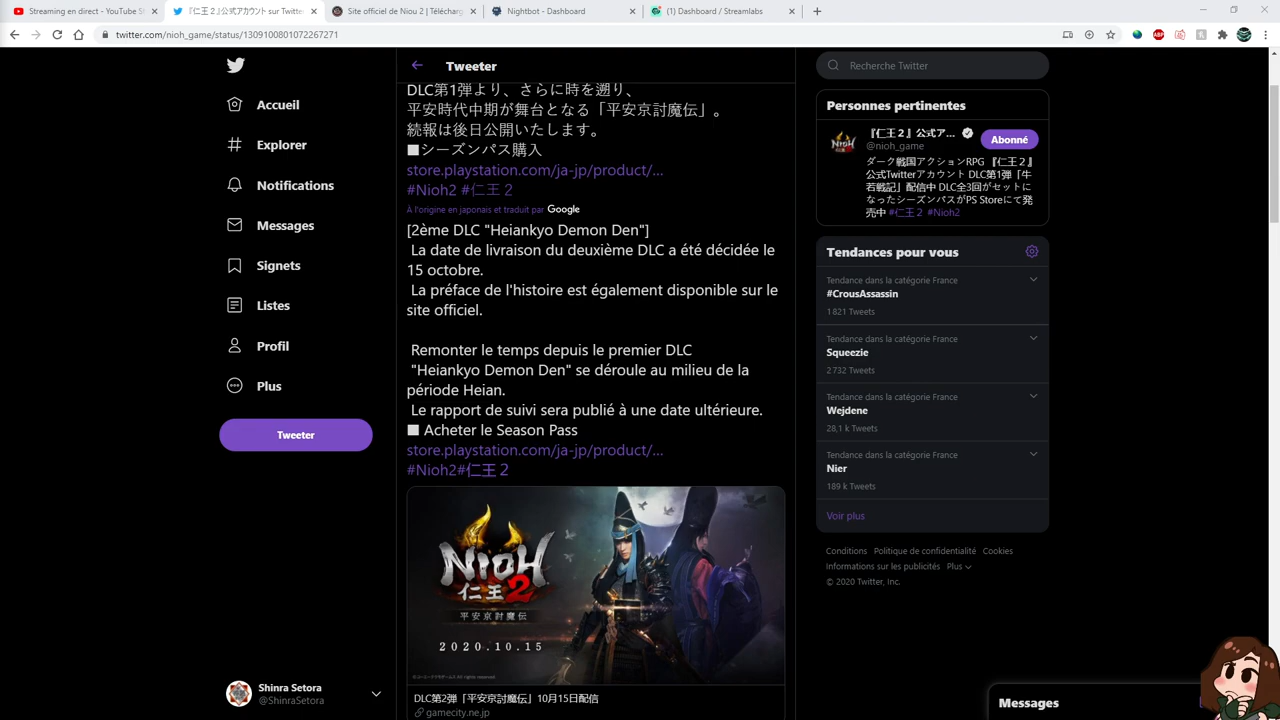 Streaming en direct - YouTube St
『仁王２』公式アカウント sur Twitter
Site officiel de Niou 2 | Télécharg
Nightbot - Dashboard
(1) Dashboard / Streamlabs
twitter.com/nioh_game/status/1309100801072267271
Accueil
Explorer
Notifications
Messages
Signets
Listes
Profil
Plus
Tweeter
Shinra Setora
@ShinraSetora
Tweeter
DLC第1弾より、さらに時を遡り、
平安時代中期が舞台となる「平安京討魔伝」。
続報は後日公開いたします。
■シーズンパス購入
store.playstation.com/ja-jp/product/…
#Nioh2 #仁王２
À l'origine en japonais et traduit par Google
[2ème DLC "Heiankyo Demon Den"]
La date de livraison du deuxième DLC a été décidée le
15 octobre.
La préface de l'histoire est également disponible sur le
site officiel.
Remonter le temps depuis le premier DLC
"Heiankyo Demon Den" se déroule au milieu de la
période Heian.
Le rapport de suivi sera publié à une date ultérieure.
■ Acheter le Season Pass
store.playstation.com/ja-jp/product/…
#Nioh2#仁王２
NIOH
仁王 2
平安京討魔伝
2020.10.15
DLC第2弾「平安京討魔伝」10月15日配信
gamecity.ne.jp
Recherche Twitter
Personnes pertinentes
『仁王２』公式ア...
@nioh_game
Abonné
ダーク戦国アクションRPG 『仁王２』
公式Twitterアカウント DLC第1弾「牛
若戦記」配信中 DLC全3回がセットに
なったシーズンパスがPS Storeにて発
売中 #仁王２ #Nioh2
Tendances pour vous
Tendance dans la catégorie France
#CrousAssassin
1 821 Tweets
Tendance dans la catégorie France
Squeezie
2 732 Tweets
Tendance dans la catégorie France
Wejdene
28,1 k Tweets
Tendance dans la catégorie France
Nier
189 k Tweets
Voir plus
Conditions Politique de confidentialité Cookies
Informations sur les publicités Plus
© 2020 Twitter, Inc.
Messages